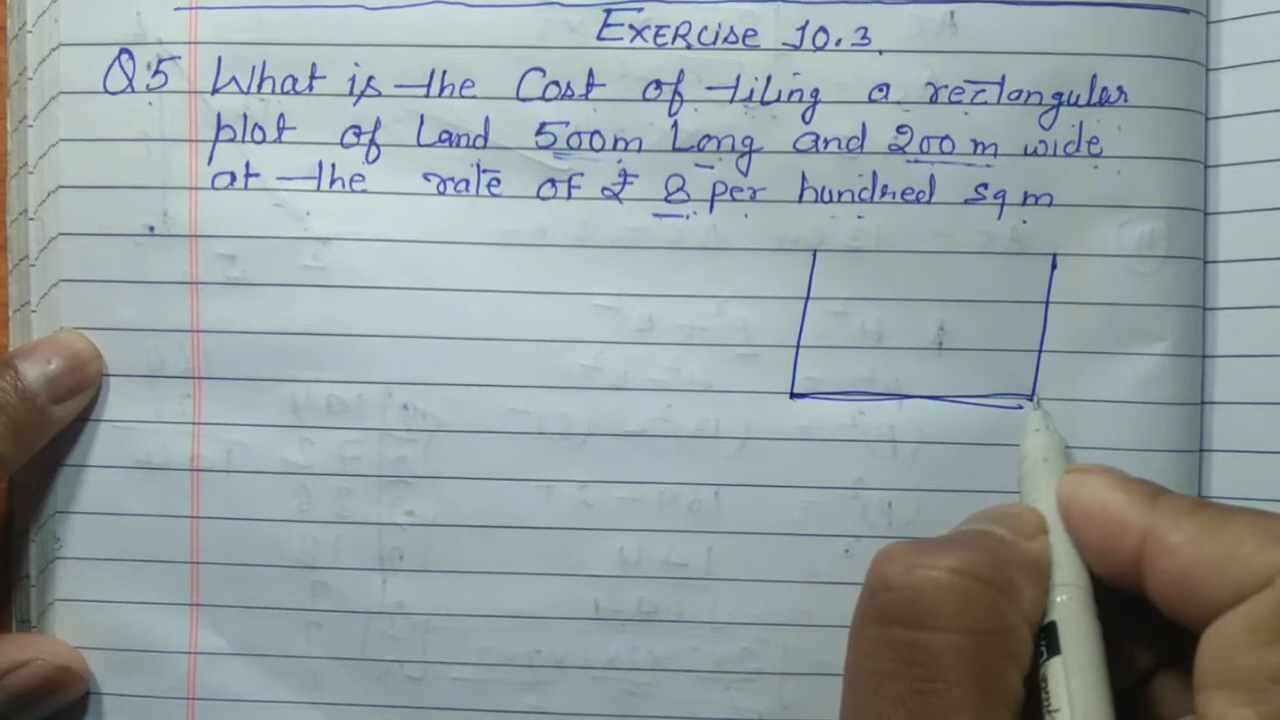 Exercise 10.3
Q5 What is the Cost of tiling a rectangular
plot of Land 500m Long and 200 m wide
at the rate of ₹ 8 per hundred sq m